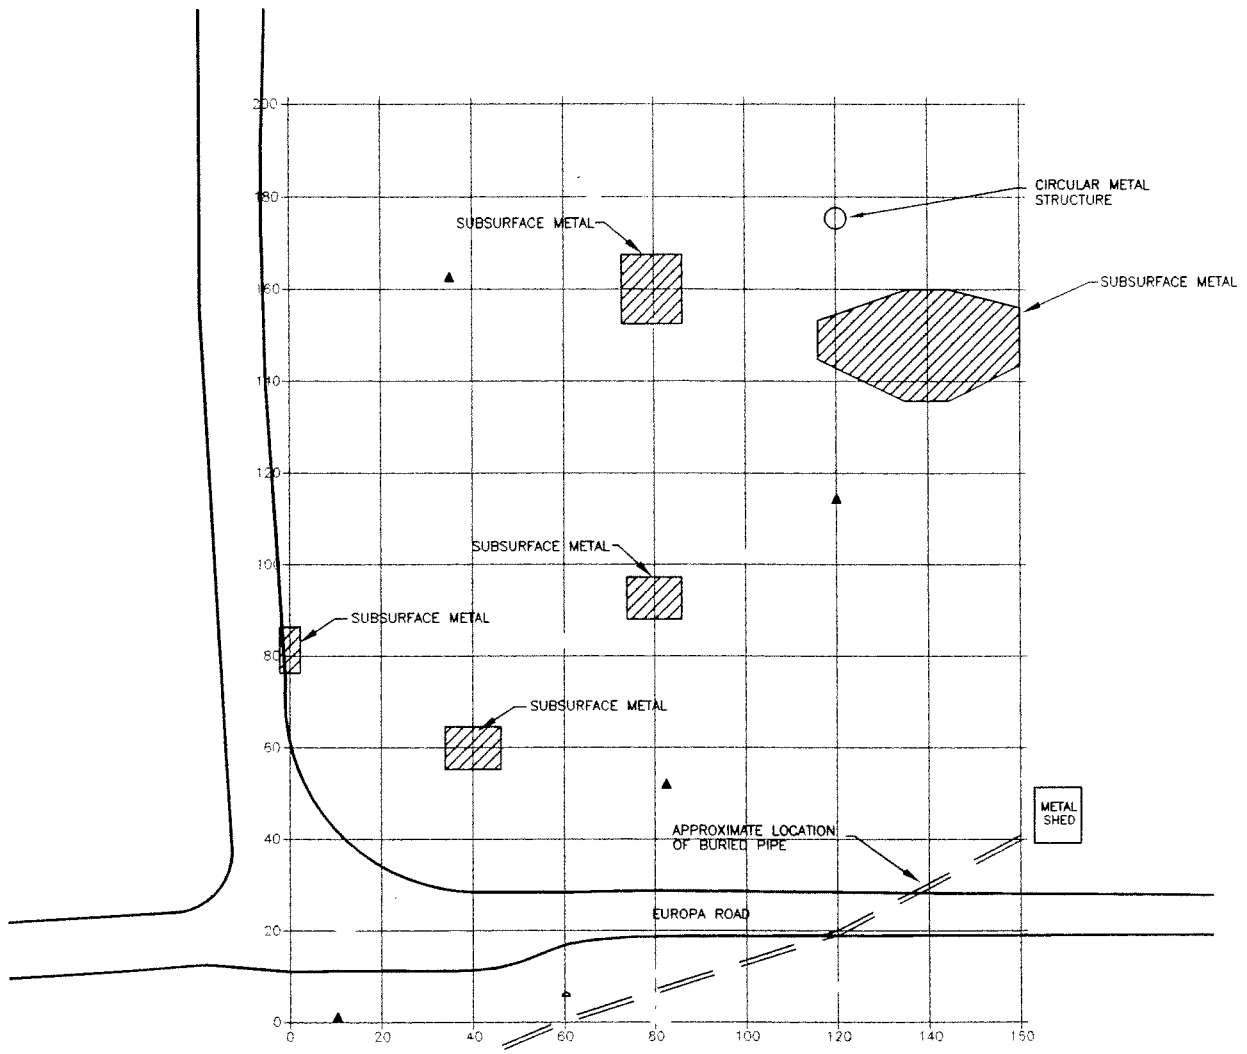 200
CIRCULAR METAL
STRUCTURE
180
SUBSURFACE METAL
160
SUBSURFACE METAL
140
120
SUBSURFACE METAL
100
SUBSURFACE METAL
80
SUBSURFACE METAL
60
METAL
SHED
40
APPROXIMATE LOCATION
OF BURIED PIPE
EUROPA ROAD
20
0
0 20 40 60 80 100 120 140 160